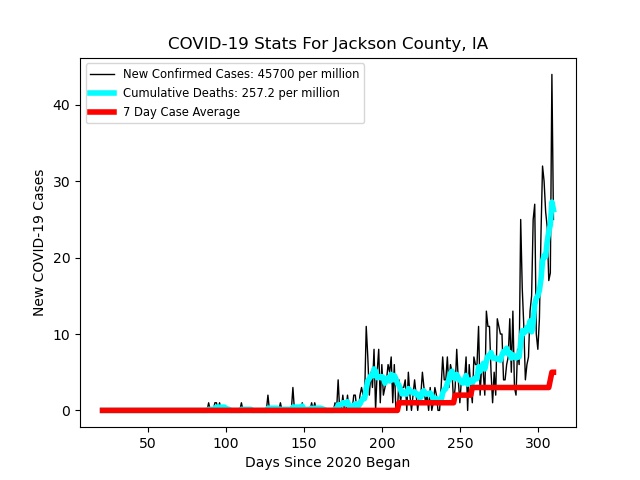 COVID-19 Stats For Jackson County, IA
New Confirmed Cases: 45700 per million
Cumulative Deaths: 257.2 per million
7 Day Case Average
New COVID-19 Cases
40
30
20
10
0
50 100 150 200 250 300
Days Since 2020 Began